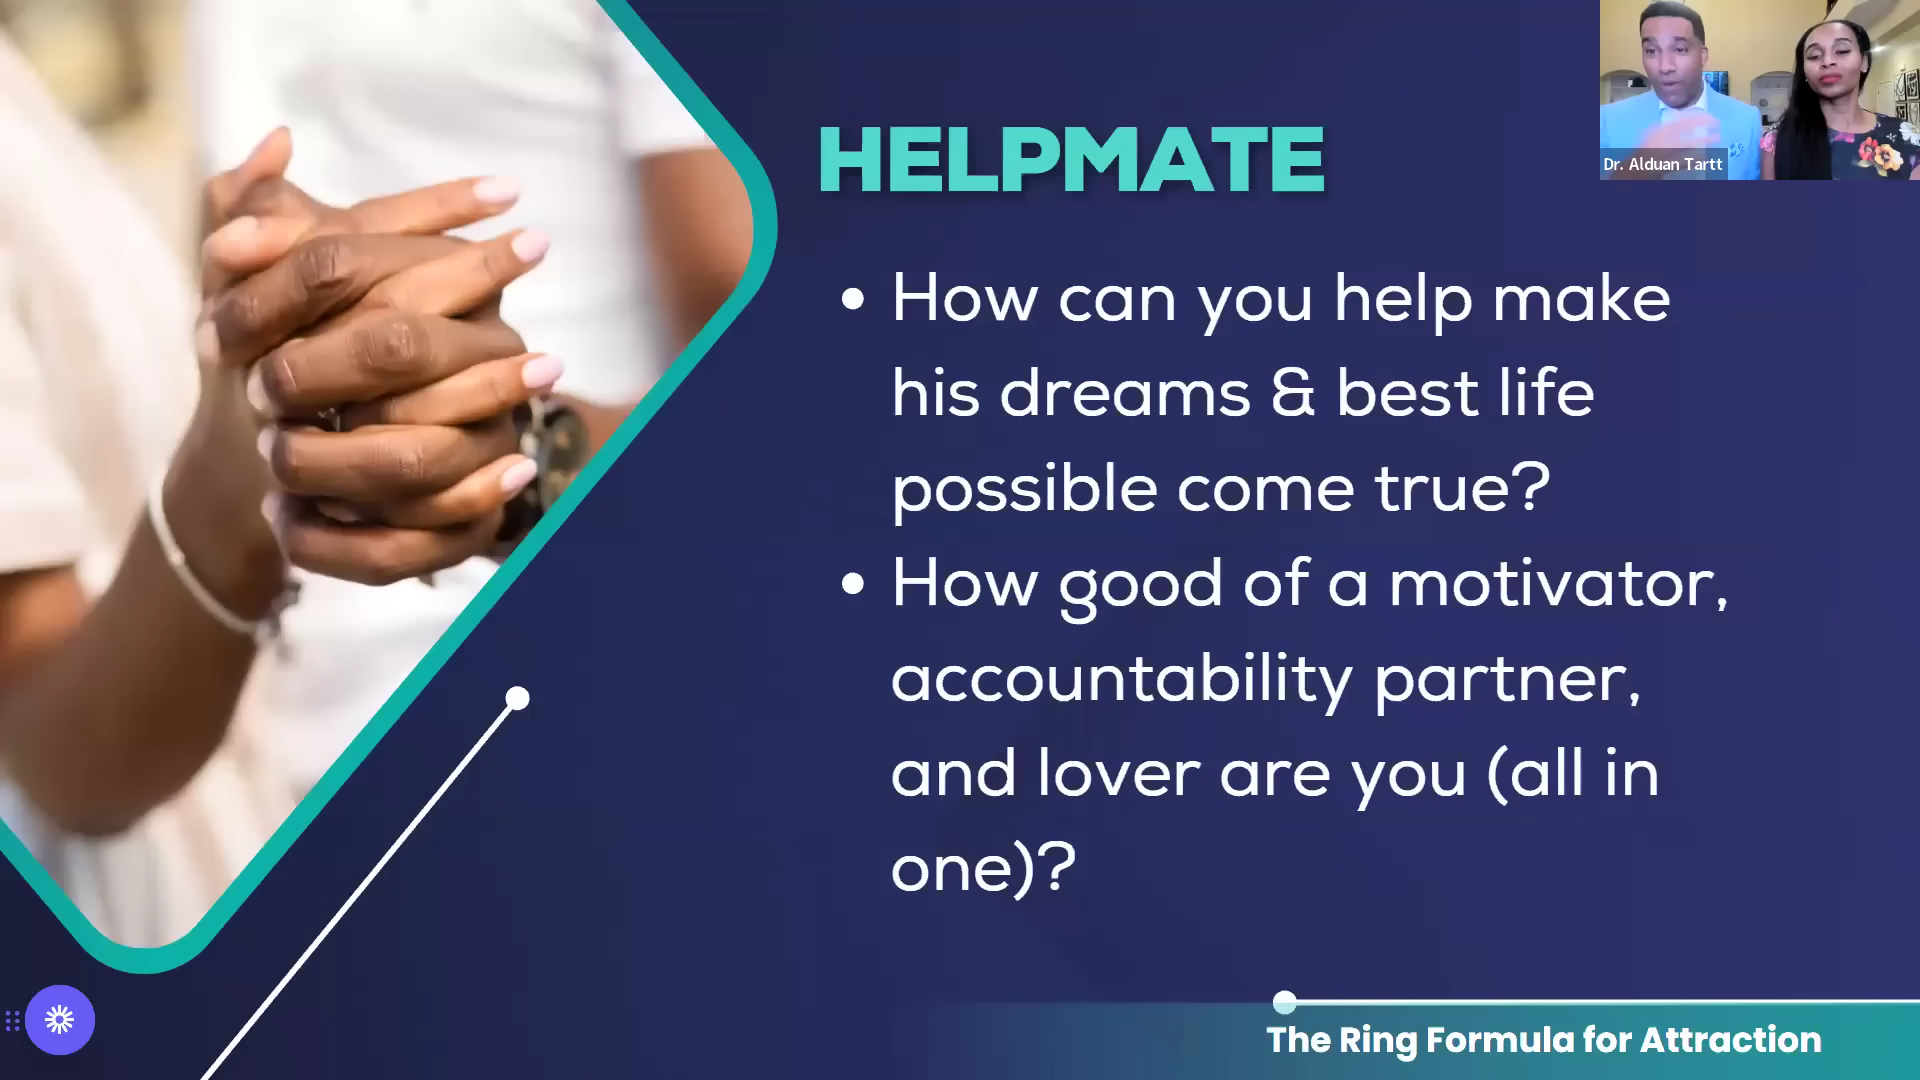 Dr. Alduan Tartt
HELPMATE
• How can you help make
his dreams & best life
possible come true?
• How good of a motivator,
accountability partner,
and lover are you (all in
one)?
The Ring Formula for Attraction